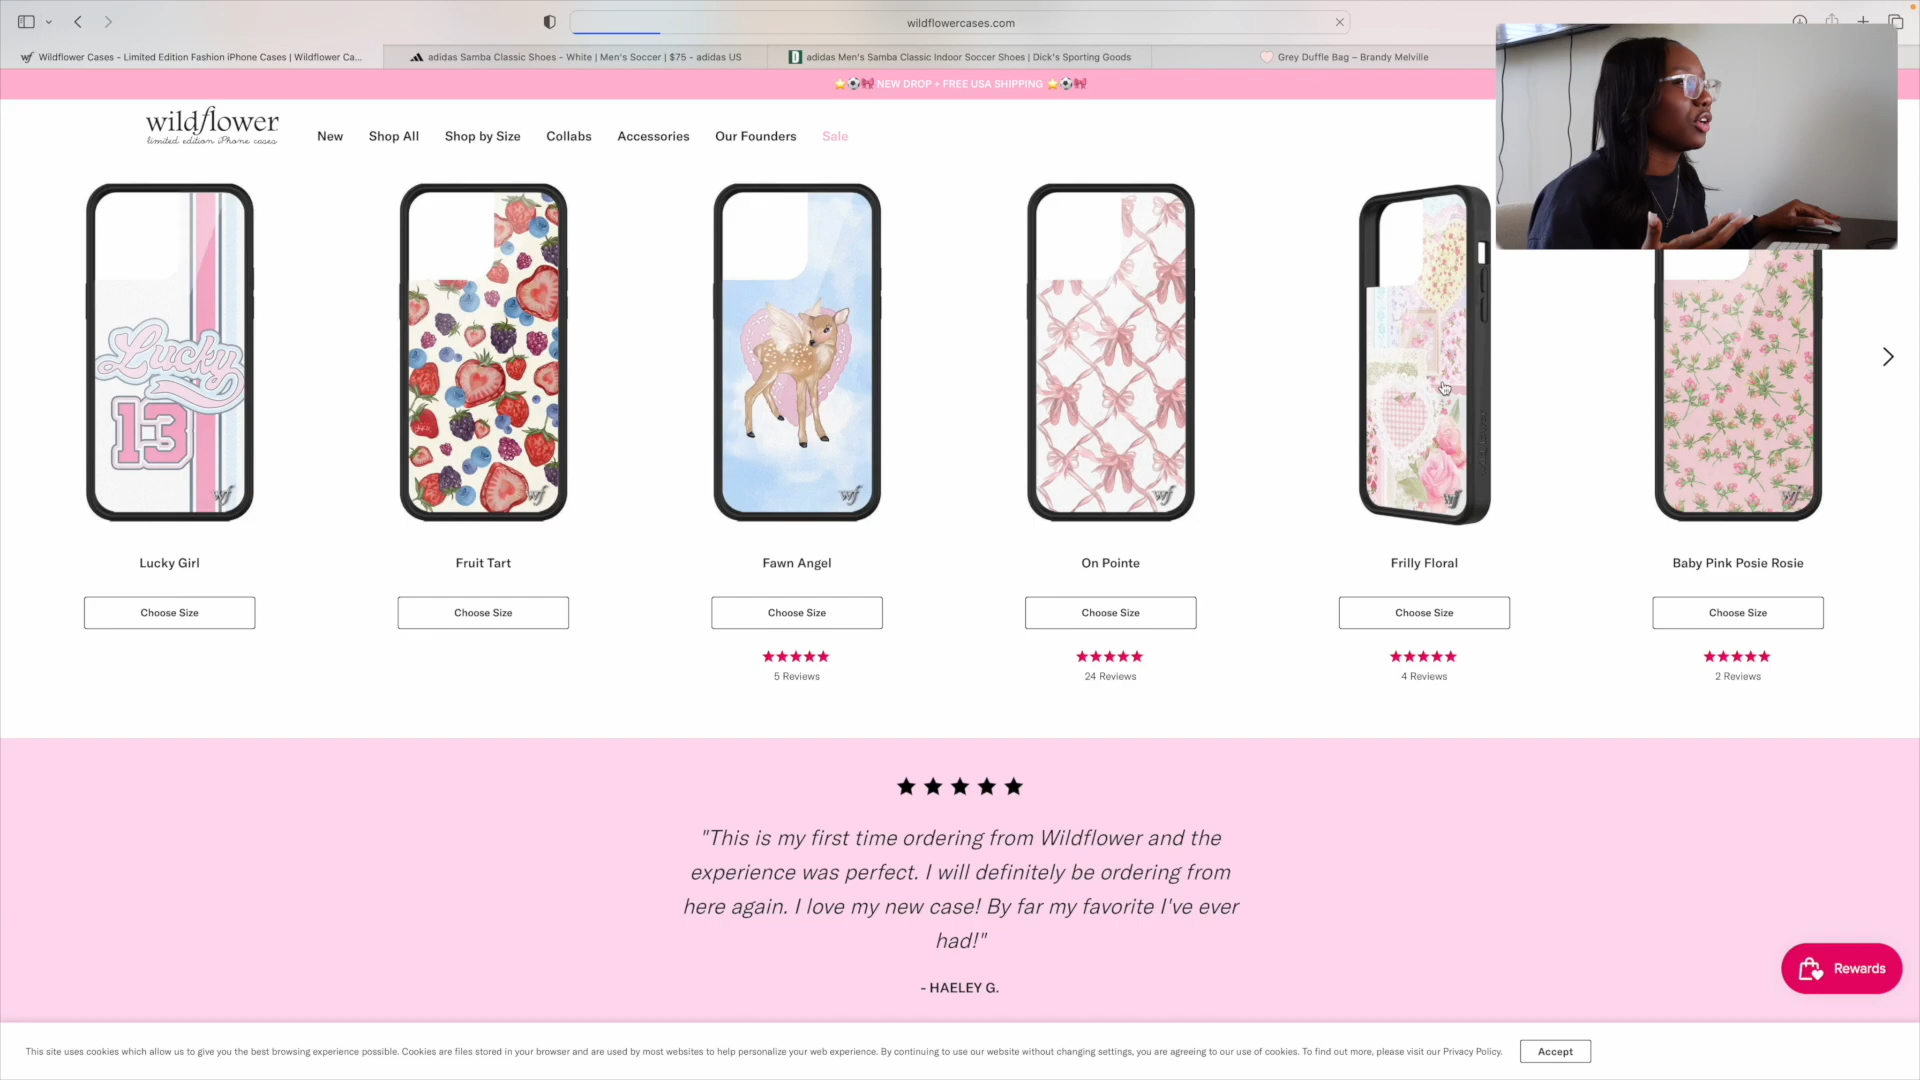 wildflowercases.com
wf Wildflower Cases – Limited Edition Fashion iPhone Cases | Wildflower Ca...
adidas Samba Classic Shoes - White | Men's Soccer | $75 - adidas US
D adidas Men's Samba Classic Indoor Soccer Shoes | Dick's Sporting Goods
Grey Duffle Bag – Brandy Melville
⭐⚽🎀 NEW DROP + FREE USA SHIPPING ⭐⚽🎀
wildflower
limited edition iPhone cases
New
Shop All
Shop by Size
Collabs
Accessories
Our Founders
Sale
Lucky
13
wf
wf
wf
wf
wf
wf
Lucky Girl
Fruit Tart
Fawn Angel
On Pointe
Frilly Floral
Baby Pink Posie Rosie
Choose Size
Choose Size
Choose Size
Choose Size
Choose Size
Choose Size
★★★★★
★★★★★
★★★★★
★★★★★
5 Reviews
24 Reviews
4 Reviews
2 Reviews
★ ★ ★ ★ ★
"This is my first time ordering from Wildflower and the
experience was perfect. I will definitely be ordering from
here again. I love my new case! By far my favorite I've ever
had!"
- HAELEY G.
Rewards
This site uses cookies which allow us to give you the best browsing experience possible. Cookies are files stored in your browser and are used by most websites to help personalize your web experience. By continuing to use our website without changing settings, you are agreeing to our use of cookies. To find out more, please visit our Privacy Policy.
Accept